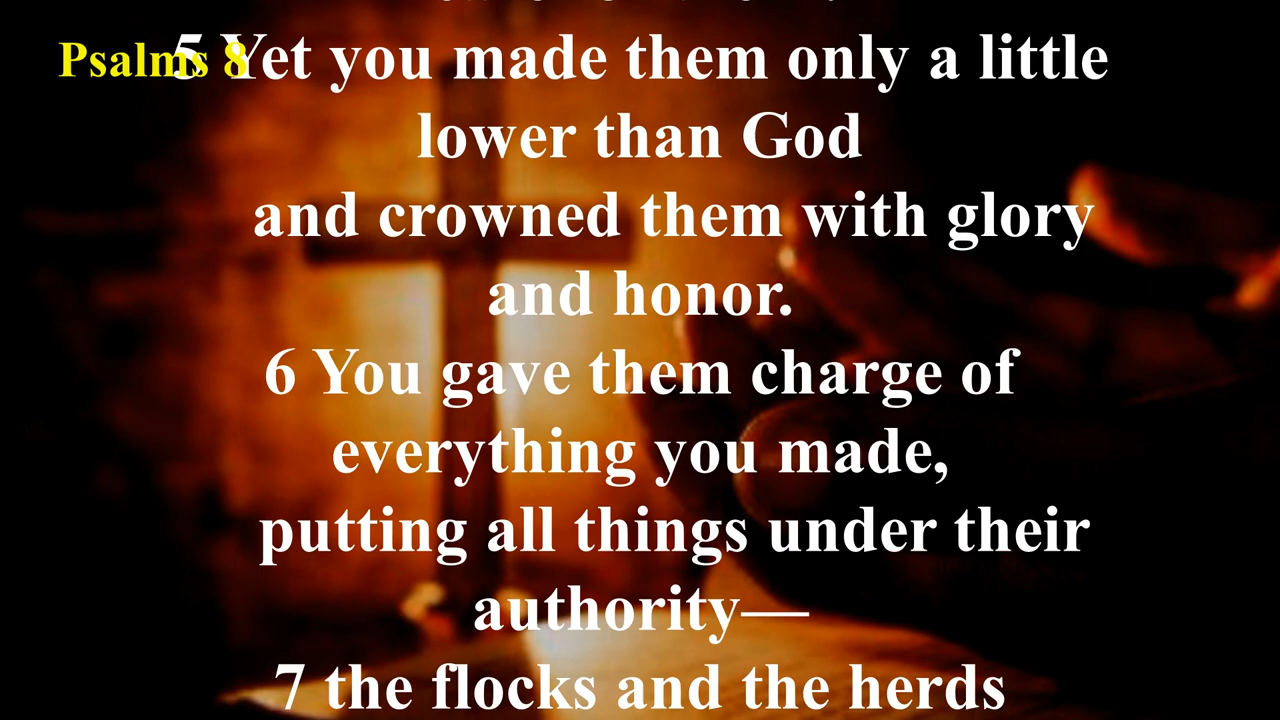 Psalms 8
5 Yet you made them only a little
lower than God
and crowned them with glory
and honor.
6 You gave them charge of
everything you made,
putting all things under their
authority—
7 the flocks and the herds